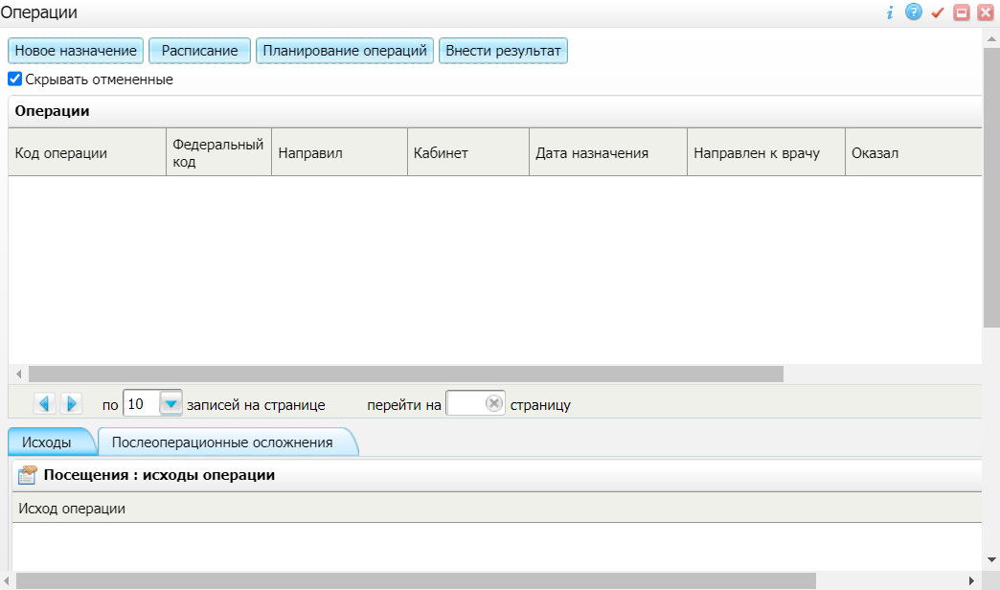 Операции
Новое назначение Расписание Планирование операций Внести результат
Скрывать отмененные
Операции
Код операции Федеральный код Направил Кабинет Дата назначения Направлен к врачу Оказал
по 10 записей на странице перейти на страницу
Исходы Послеоперационные осложнения
Посещения : исходы операции
Исход операции